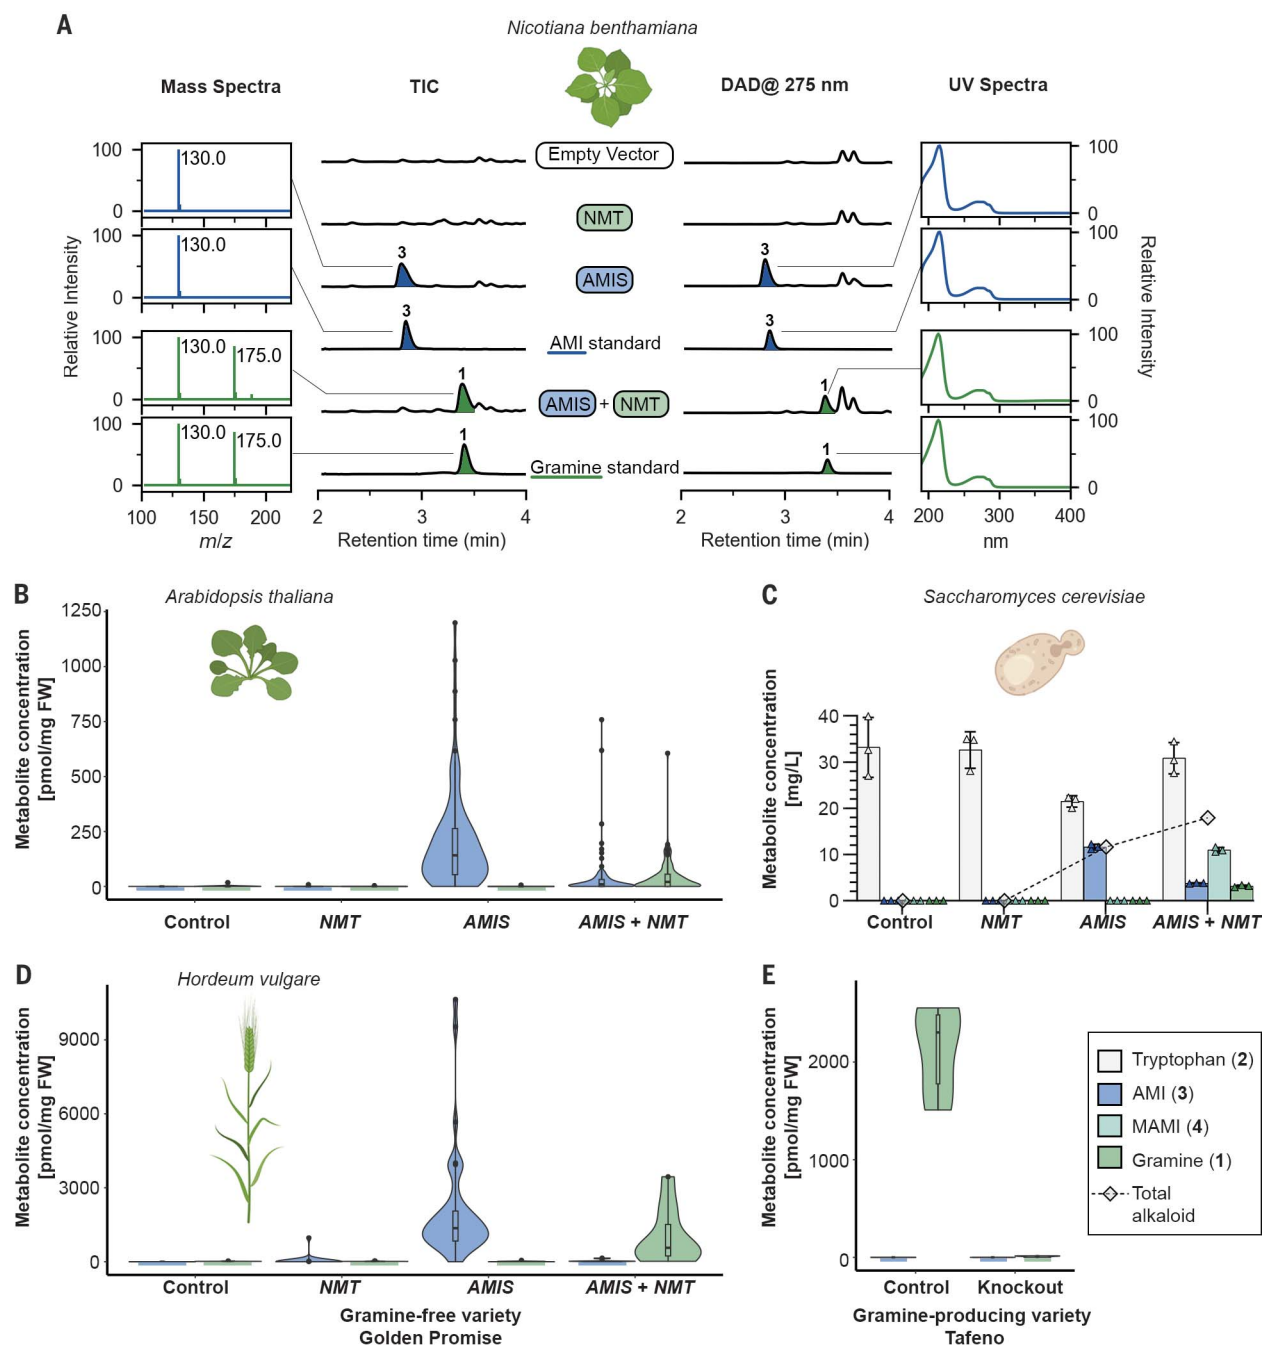 A
Nicotiana benthamiana
Mass Spectra
TIC
DAD@ 275 nm
UV Spectra
Relative Intensity
100
0
130.0
100
0
130.0
100
0
130.0
175.0
100
0
130.0
175.0
100
150
200
m/z
3
3
1
1
2
3
4
Retention time (min)
Empty Vector
NMT
AMIS
AMI standard
AMIS + NMT
Gramine standard
3
3
1
1
2
3
4
Retention time (min)
100
0
100
0
100
0
100
0
200
300
400
nm
Relative Intensity
B
Arabidopsis thaliana
Metabolite concentration
[pmol/mg FW]
1250
1000
750
500
250
0
Control
NMT
AMIS
AMIS + NMT
C
Saccharomyces cerevisiae
Metabolite concentration
[mg/L]
40
30
20
10
0
Control
NMT
AMIS
AMIS + NMT
D
Hordeum vulgare
Metabolite concentration
[pmol/mg FW]
9000
6000
3000
0
Control
NMT
AMIS
AMIS + NMT
Gramine-free variety
Golden Promise
E
Metabolite concentration
[pmol/mg FW]
2000
1000
0
Control
Knockout
Gramine-producing variety
Tafeno
Tryptophan (2)
AMI (3)
MAMI (4)
Gramine (1)
Total
alkaloid